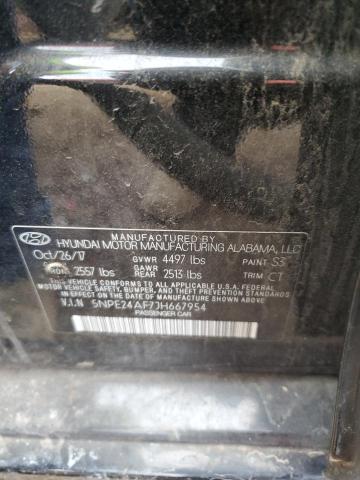 MANUFACTURED BY
HYUNDAI MOTOR MANUFACTURING ALABAMA, LLC
Oct/26/17 GVWR 4497 lbs PAINT S3
2557 lbs GAWR REAR 2513 lbs TRIM CT
THIS VEHICLE CONFORMS TO ALL APPLICABLE U.S.A FEDERAL
MOTOR VEHICLE SAFETY, BUMPER, AND THEFT PREVENTION
STANDARDS IN EFFECT ON THE DATE OF MANUFACTURE
V.I.N 5NPE24AF7JH667954
PASSENGER CAR